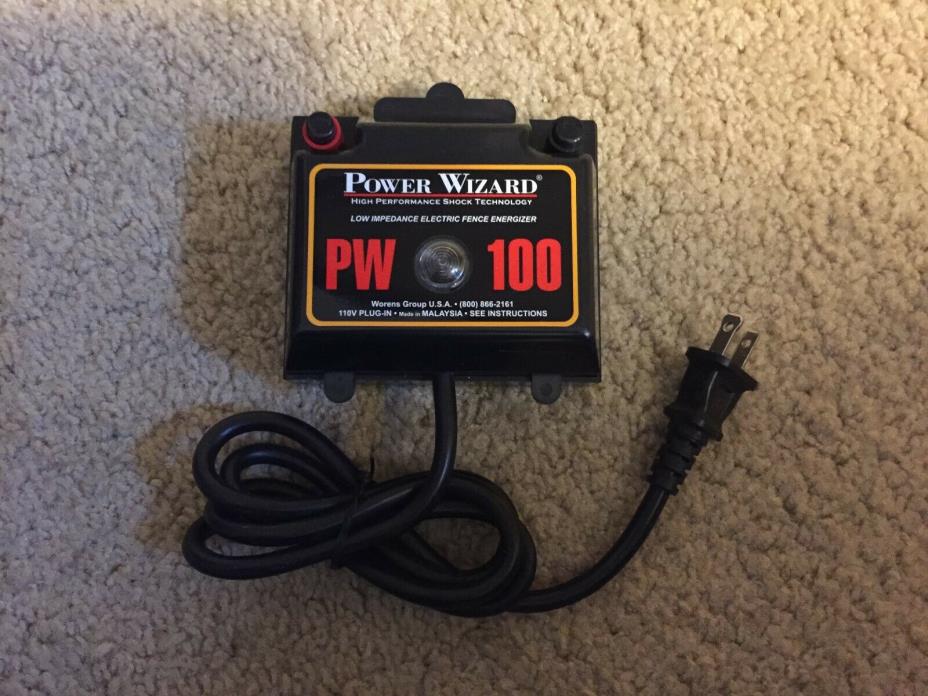 POWER WIZARD®
HIGH PERFORMANCE SHOCK TECHNOLOGY
LOW IMPEDANCE ELECTRIC FENCE ENERGIZER
PW 100
Worens Group U.S.A. • (800) 866-2161
110V PLUG-IN • Made in MALAYSIA • SEE INSTRUCTIONS